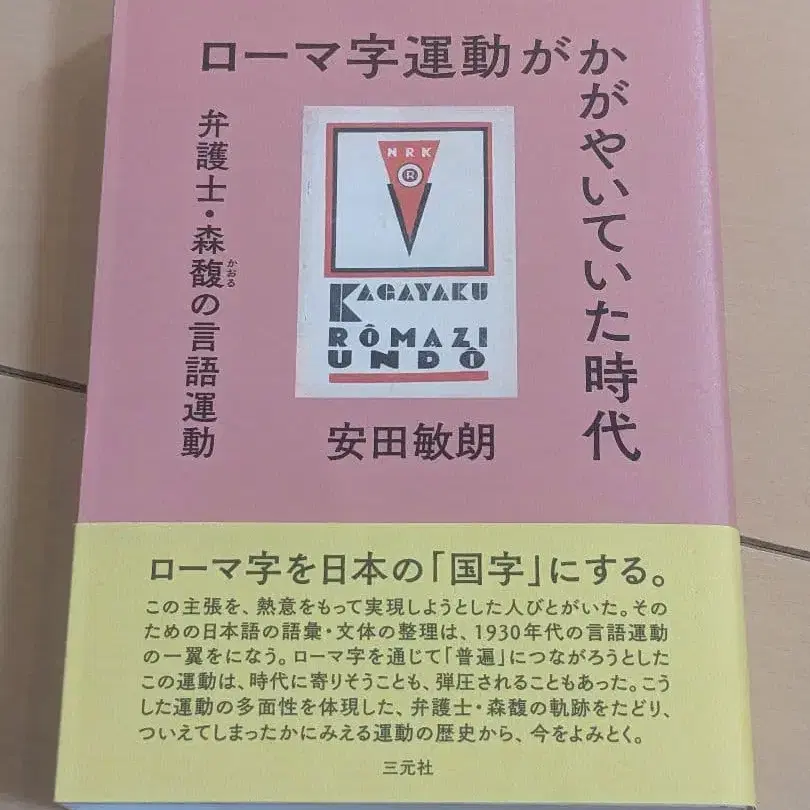 ローマ字運動がかがやいていた時代
弁護士・森馥の言語運動
かおる
NRK
R
KAGAYAKU
RÔMAZI
UNDÔ
安田敏朗
ローマ字を日本の「国字」にする。
この主張を、熱意をもって実現しようとした人びとがいた。その
ための日本語の語彙・文体の整理は、1930年代の言語運動
の一翼をになう。ローマ字を通じて「普遍」につながろうとした
この運動は、時代に寄りそうことも、弾圧されることもあった。こう
した運動の多面性を体現した、弁護士・森馥の軌跡をたどり、
ついえてしまったかにみえる運動の歴史から、今をよみとく。
三元社